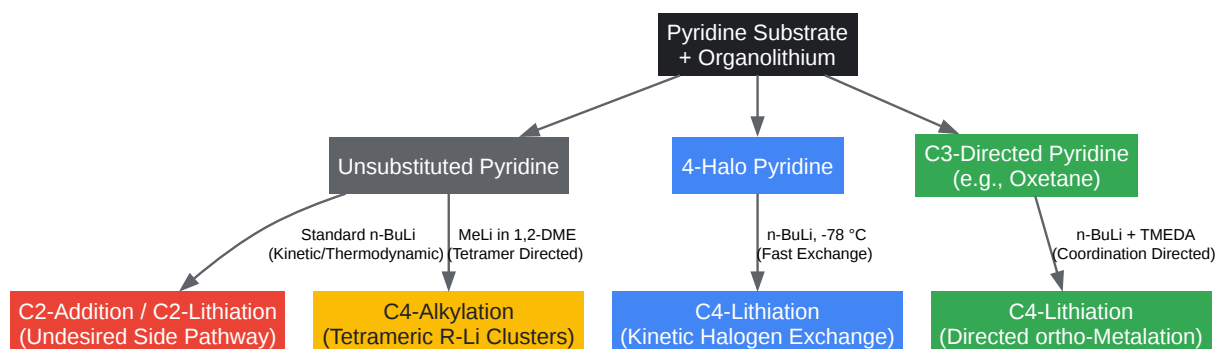 Pyridine Substrate
+ Organolithium
Unsubstituted Pyridine
4-Halo Pyridine
C3-Directed Pyridine
(e.g., Oxetane)
Standard n-BuLi
(Kinetic/Thermodynamic)
MeLi in 1,2-DME
(Tetramer Directed)
n-BuLi, -78 °C
(Fast Exchange)
n-BuLi + TMEDA
(Coordination Directed)
C2-Addition / C2-Lithiation
(Undesired Side Pathway)
C4-Alkylation
(Tetrameric R-Li Clusters)
C4-Lithiation
(Kinetic Halogen Exchange)
C4-Lithiation
(Directed ortho-Metalation)